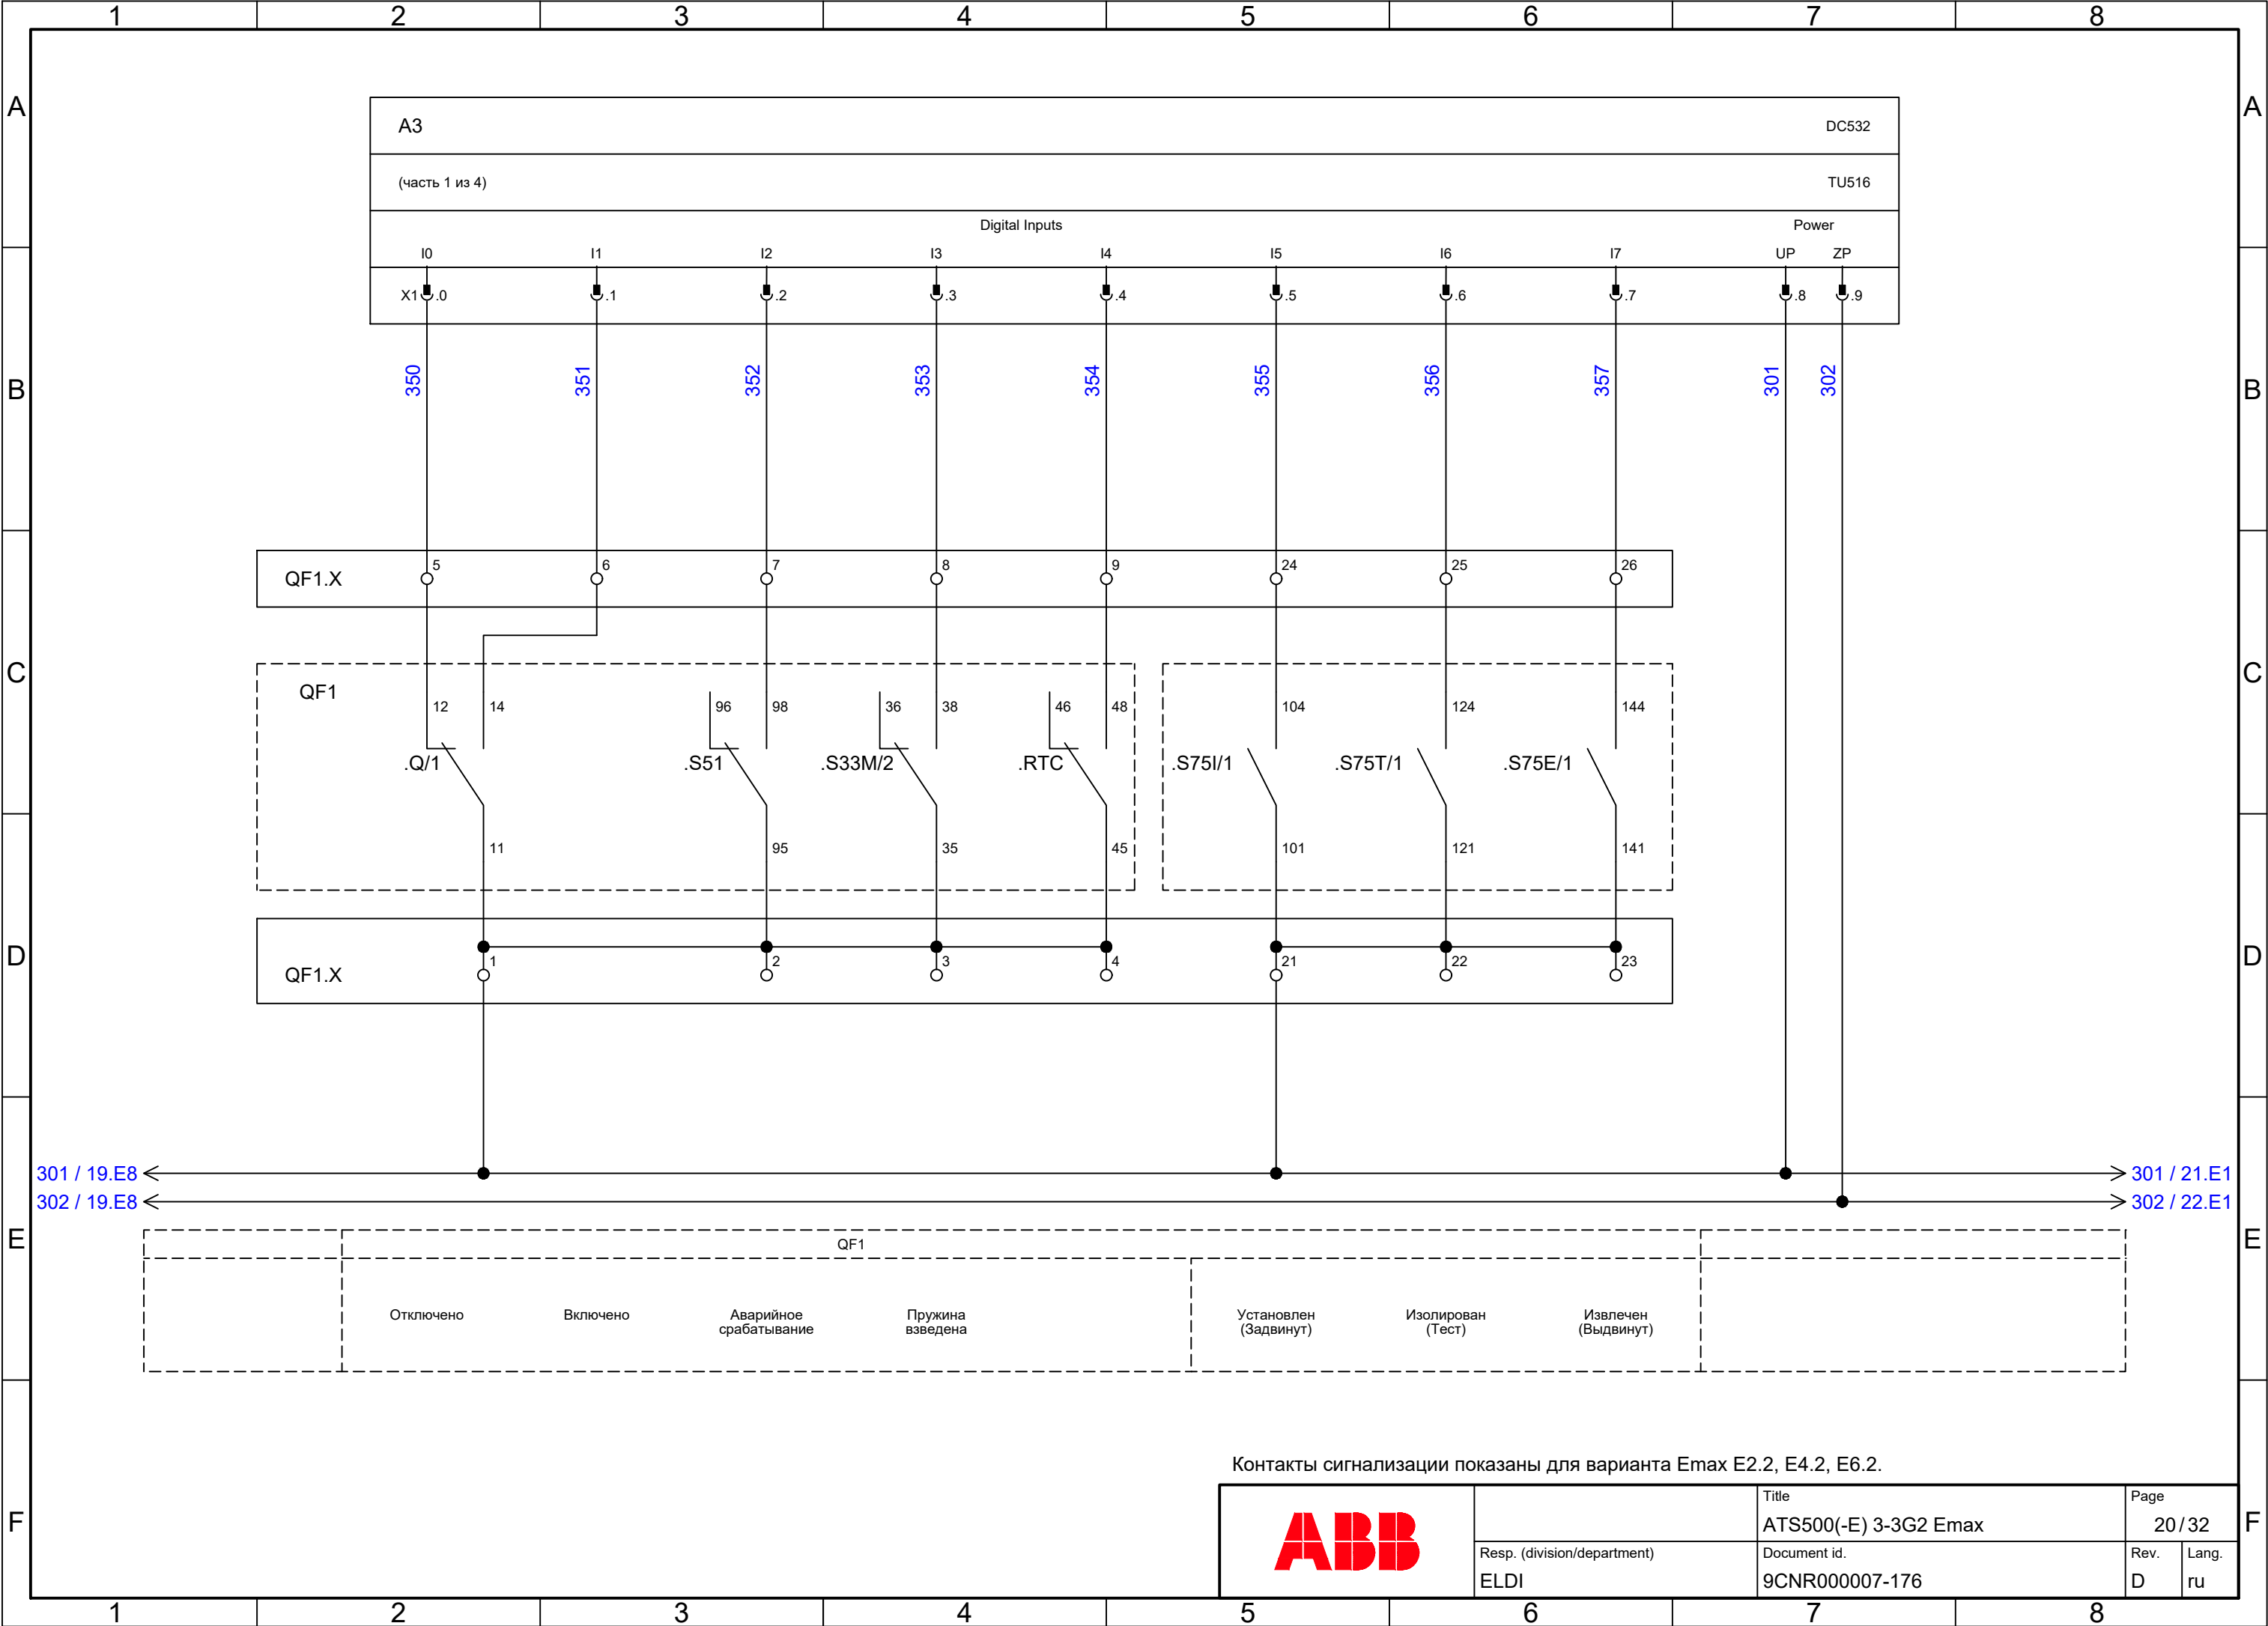 1 2 3 4 5 6 7 8
A A
A3 DC532
(часть 1 из 4) TU516
Digital Inputs Power
I0 I1 I2 I3 I4 I5 I6 I7 UP ZP
X1 .0 .1 .2 .3 .4 .5 .6 .7 .8 .9
B B
350 351 352 353 354 355 356 357 301 302
QF1.X 5 6 7 8 9 24 25 26
C C
QF1
12 14 96 98 36 38 46 48 104 124 144
.Q/1 .S51 .S33M/2 .RTC .S75I/1 .S75T/1 .S75E/1
11 95 35 45 101 121 141
D D
QF1.X 1 2 3 4 21 22 23
301 / 19.E8 301 / 21.E1
302 / 19.E8 302 / 22.E1
E E
QF1
Отключено Включено Аварийное Пружина Установлен Изолирован Извлечен
срабатывание взведена (Задвинут) (Тест) (Выдвинут)
Контакты сигнализации показаны для варианта Emax E2.2, E4.2, E6.2.
F F
ABB
Title Page
ATS500(-E) 3-3G2 Emax 20/32
Resp. (division/department) Document id. Rev. Lang.
ELDI 9CNR000007-176 D ru
1 2 3 4 5 6 7 8